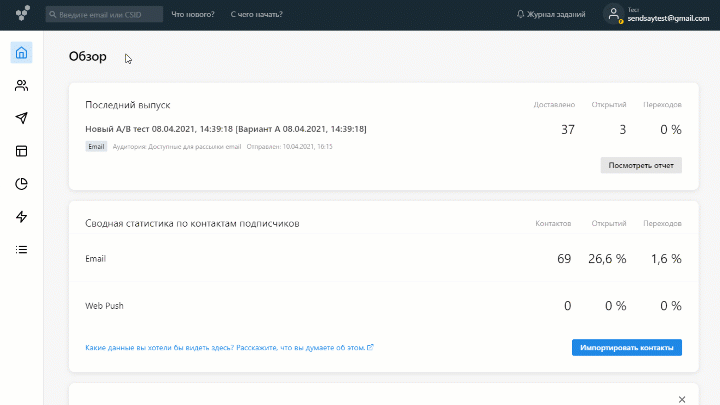 Введите email или CSID
Что нового?
С чего начать?
Журнал заданий
Тест
sendsaytest@gmail.com
Обзор
Последний выпуск
Доставлено Открытий Переходов
Новый A/B тест 08.04.2021, 14:39:18 [Вариант A 08.04.2021, 14:39:18]
37 3 0 %
Email Аудитория: Доступные для рассылки email Отправлен: 10.04.2021, 16:15
Посмотреть отчет
Сводная статистика по контактам подписчиков
Контактов Открытий Переходов
Email 69 26,6 % 1,6 %
Web Push 0 0 % 0 %
Какие данные вы хотели бы видеть здесь? Расскажите, что вы думаете об этом.
Импортировать контакты